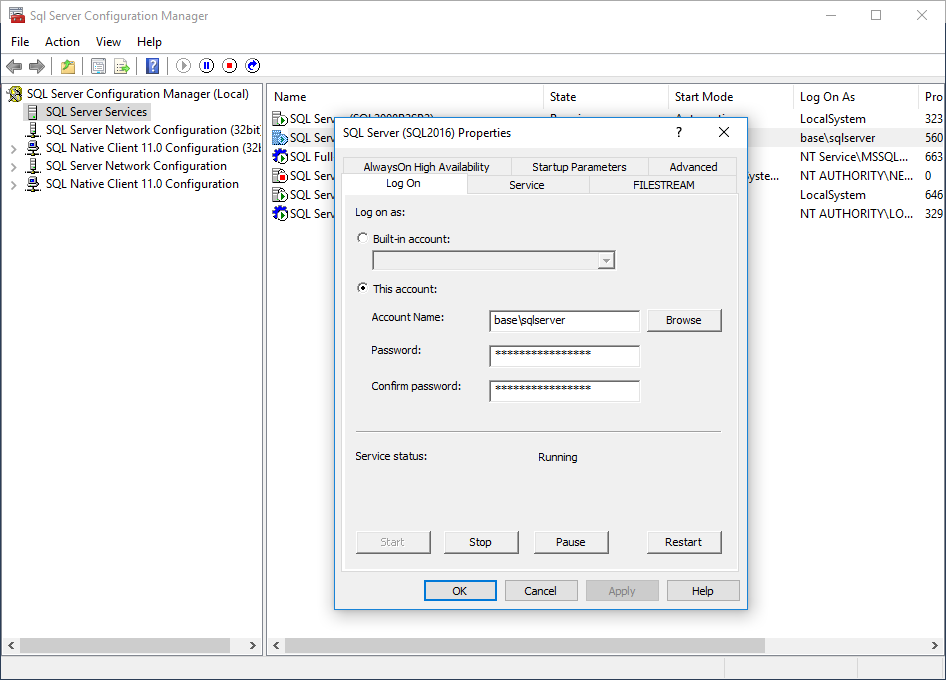 Sql Server Configuration Manager
File Action View Help
SQL Server Configuration Manager (Local)
SQL Server Services
SQL Server Network Configuration (32bit
SQL Native Client 11.0 Configuration (32
SQL Server Network Configuration
SQL Native Client 11.0 Configuration
Name State Start Mode Log On As Pro
SQL Serv LocalSystem 323
SQL Serv base\sqlserver 560
SQL Full NT Service\MSSQL... 663
SQL Serv yste... NT AUTHORITY\NE... 0
SQL Serv LocalSystem 646
SQL Serv NT AUTHORITY\LO... 329
SQL Server (SQL2016) Properties ?
AlwaysOn High Availability Startup Parameters Advanced
Log On Service FILESTREAM
Log on as:
Built-in account:
This account:
Account Name: base\sqlserver Browse
Password: ****************
Confirm password: ****************
Service status: Running
Start Stop Pause Restart
OK Cancel Apply Help